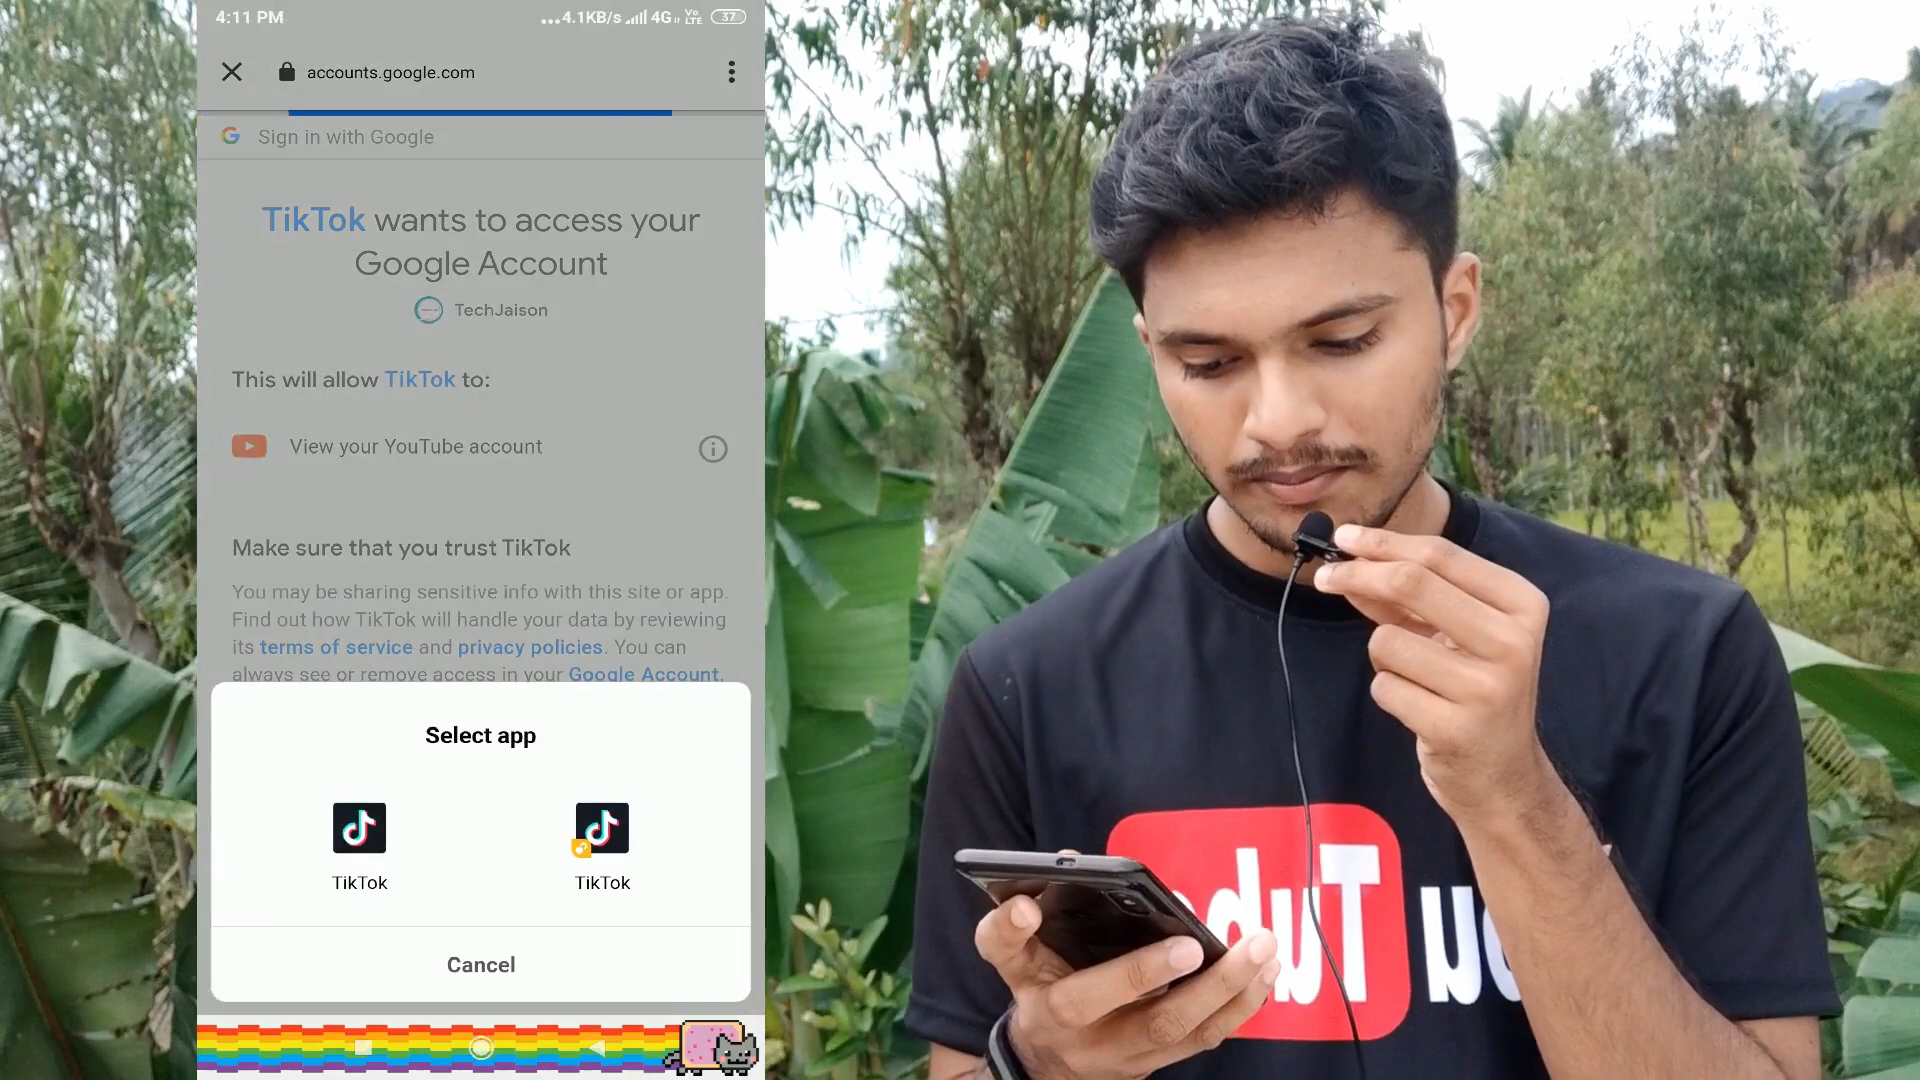 4:11 PM
...4.1KB/s 4G Vo LTE 37
accounts.google.com
Sign in with Google
TikTok wants to access your
Google Account
TechJaison
This will allow TikTok to:
View your YouTube account
Make sure that you trust TikTok
You may be sharing sensitive info with this site or app.
Find out how TikTok will handle your data by reviewing
its terms of service and privacy policies. You can
always see or remove access in your Google Account.
Select app
TikTok
TikTok
Cancel